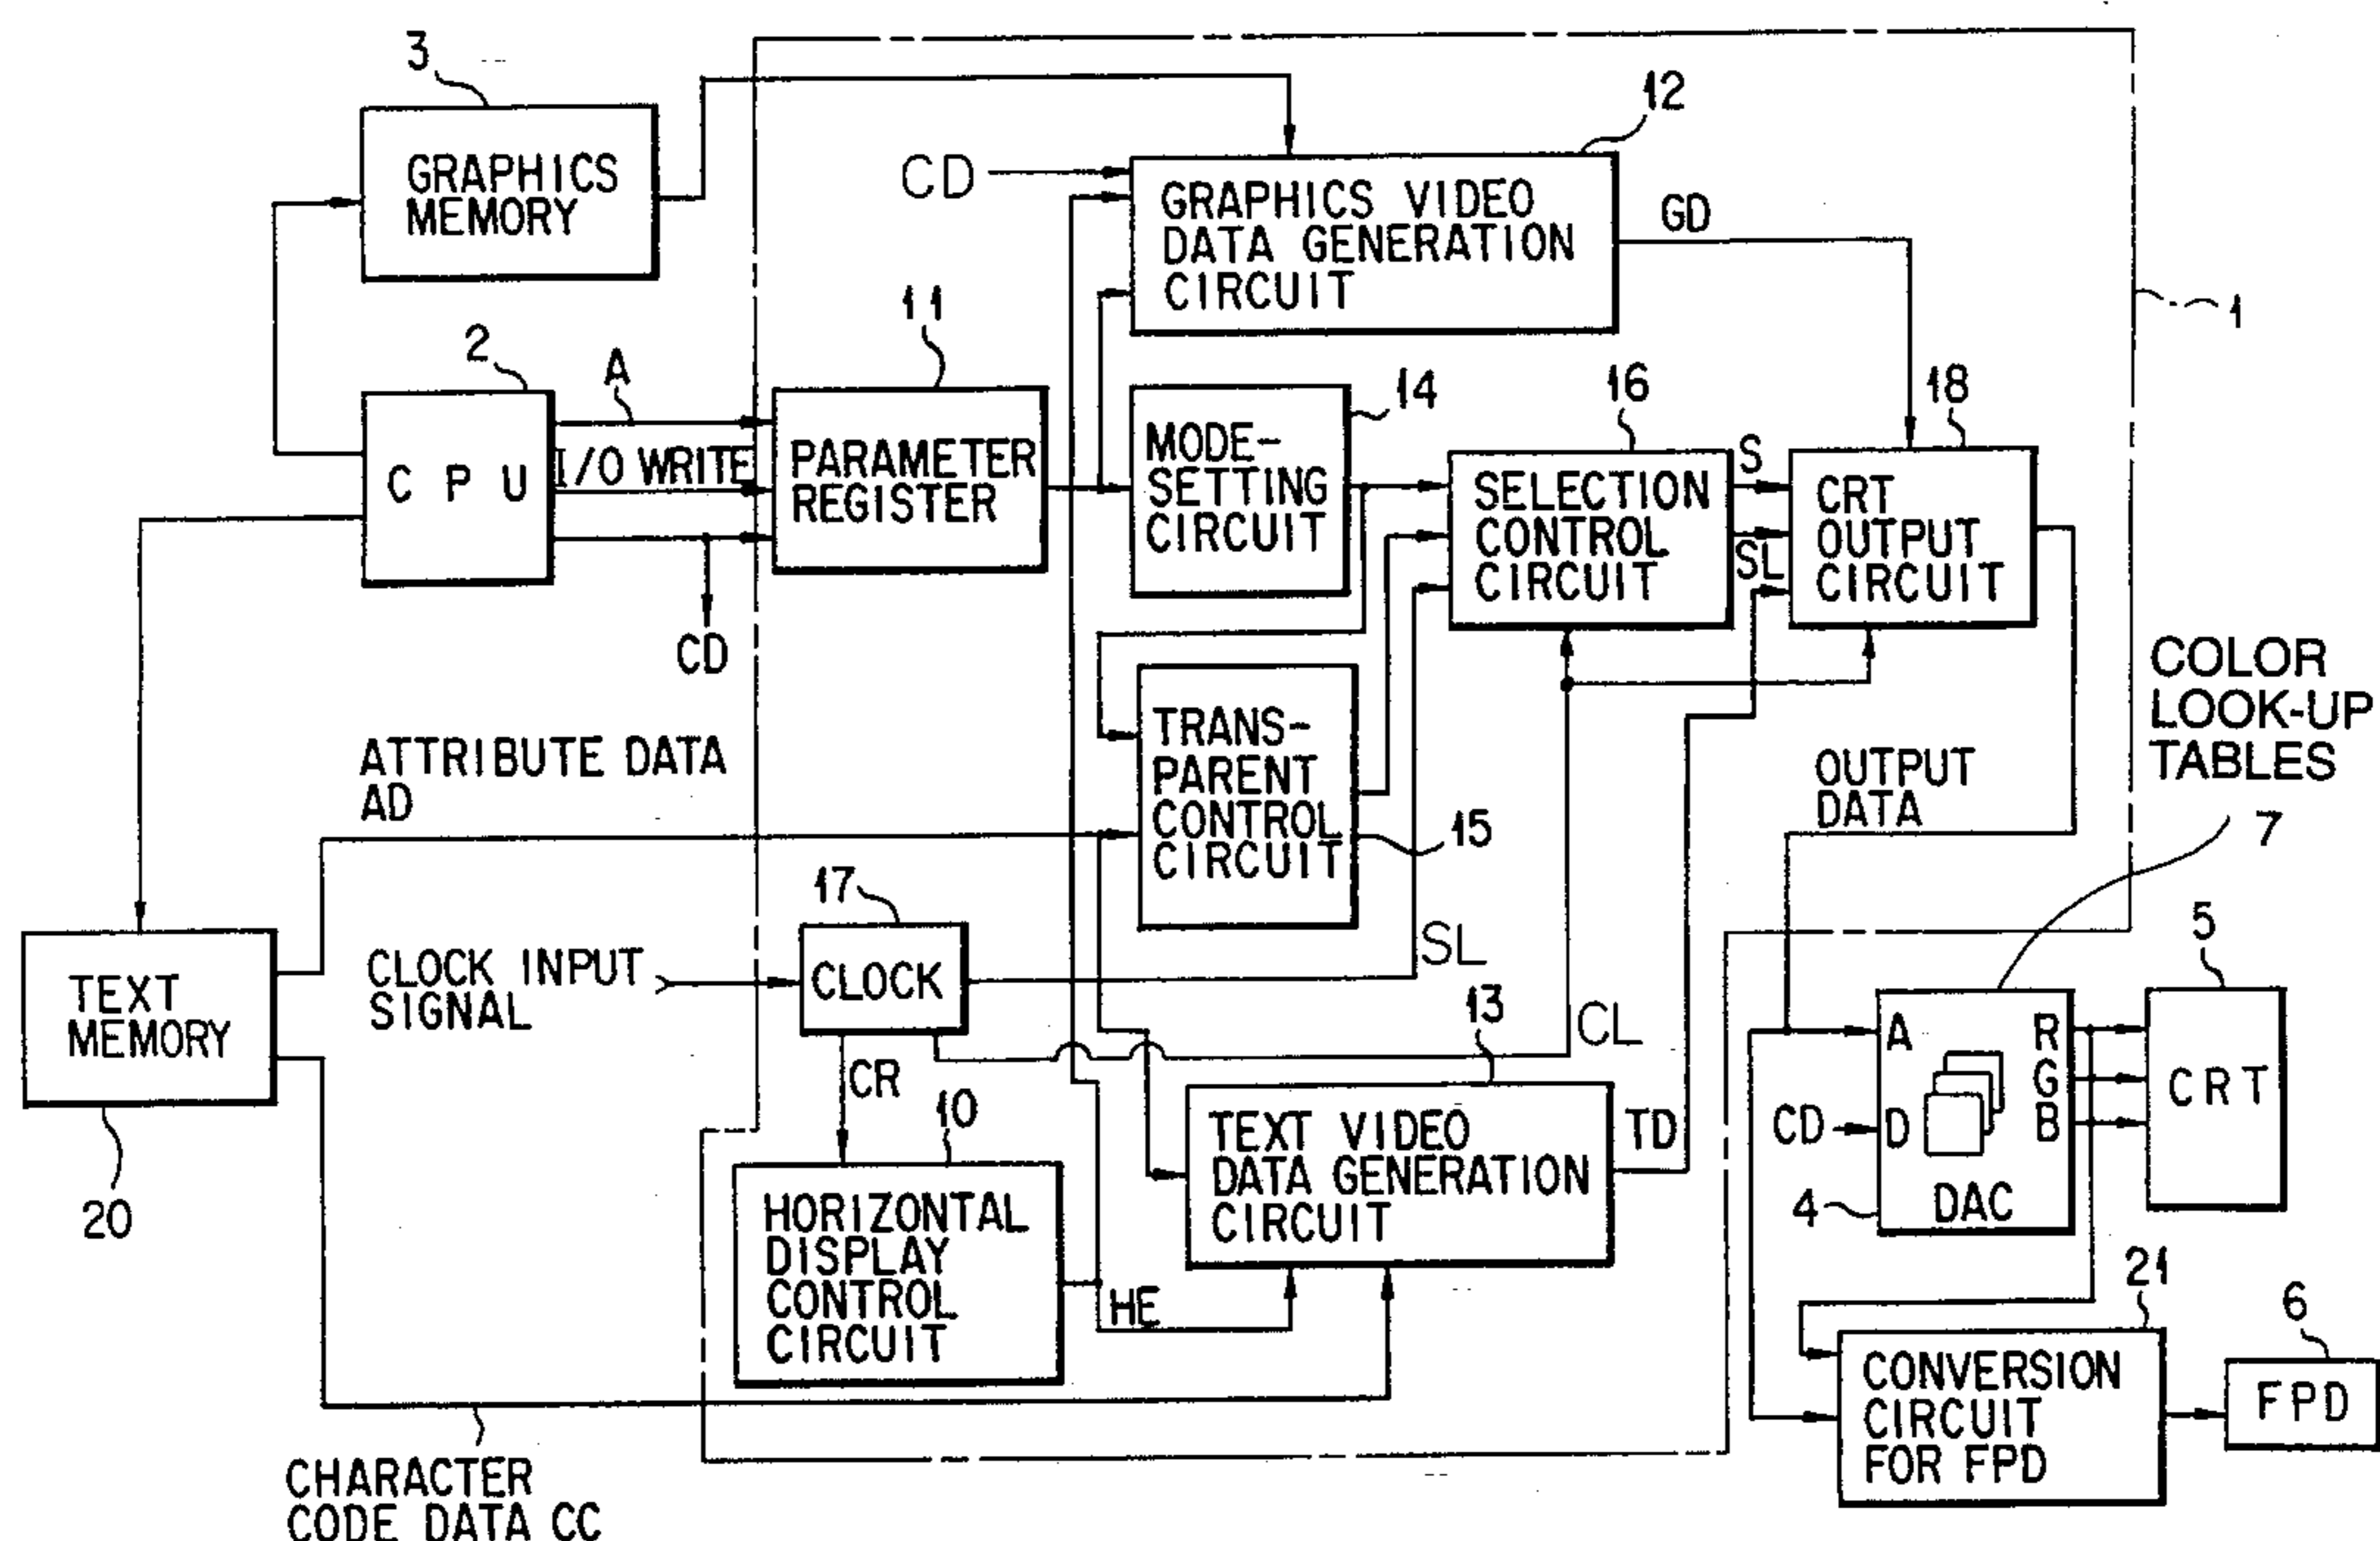 3
GRAPHICS
MEMORY
12
CD
GRAPHICS VIDEO
DATA GENERATION
CIRCUIT
GD
1
2
A
11
C P U
I/O WRITE
CD
PARAMETER
REGISTER
14
MODE-
SETTING
CIRCUIT
16
SELECTION
CONTROL
CIRCUIT
S
SL
18
CRT
OUTPUT
CIRCUIT
COLOR
LOOK-UP
TABLES
7
ATTRIBUTE DATA
AD
TRANS-
PARENT
CONTROL
CIRCUIT
15
OUTPUT
DATA
17
CLOCK INPUT
SIGNAL
CLOCK
SL
CL
CR
TEXT
MEMORY
20
10
HORIZONTAL
DISPLAY
CONTROL
CIRCUIT
HE
13
TEXT VIDEO
DATA GENERATION
CIRCUIT
TD
A
R
G
B
CD
D
DAC
4
5
CRT
21
CONVERSION
CIRCUIT
FOR FPD
6
FPD
CHARACTER
CODE DATA CC